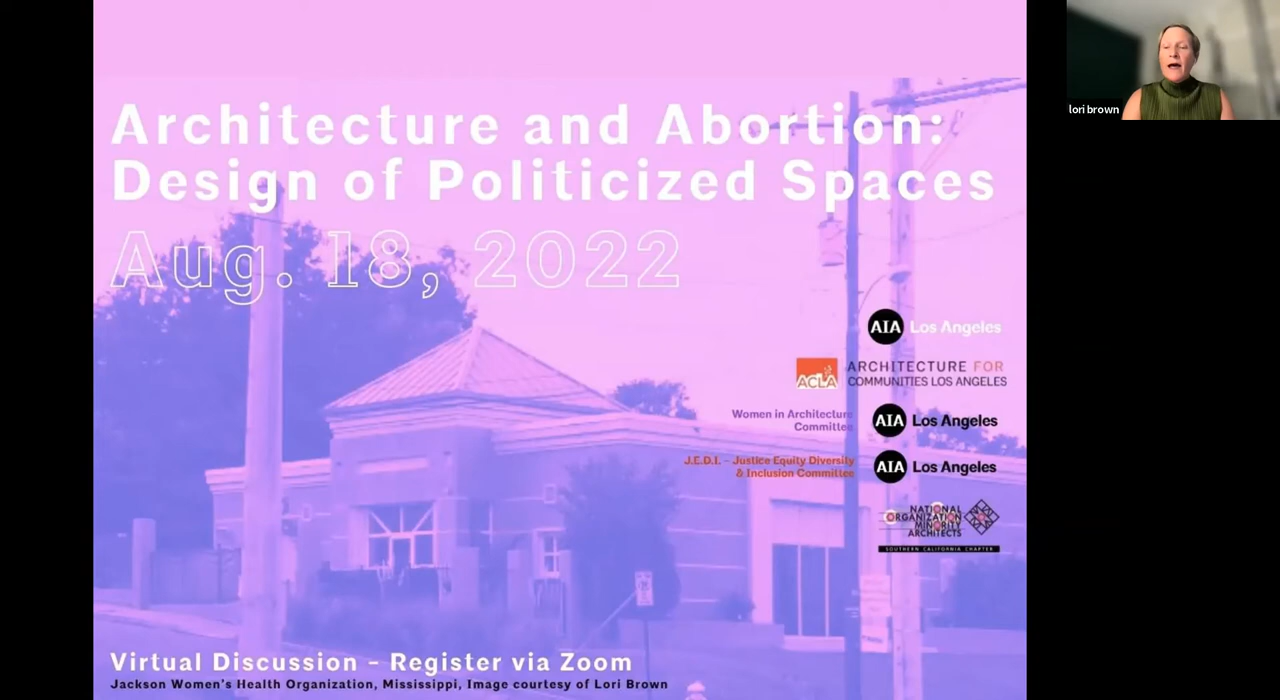 Architecture and Abortion:
Design of Politicized Spaces
Aug. 18, 2022
AIA Los Angeles
ACLA
ARCHITECTURE FOR
COMMUNITIES LOS ANGELES
Women in Architecture
Committee
AIA Los Angeles
J.E.D.I. – Justice Equity Diversity
& Inclusion Committee
AIA Los Angeles
NATIONAL
ORGANIZATION
MINORITY
ARCHITECTS
SOUTHERN CALIFORNIA CHAPTER
Virtual Discussion - Register via Zoom
Jackson Women's Health Organization, Mississippi, Image courtesy of Lori Brown
lori brown